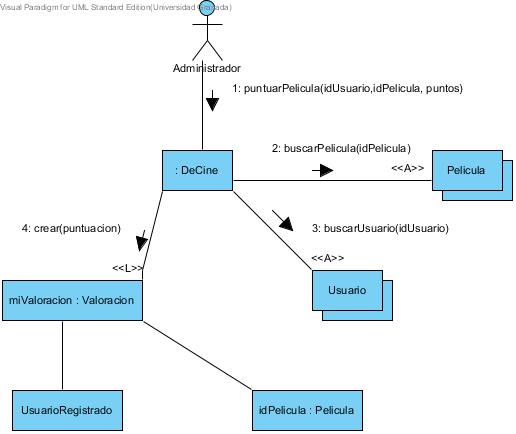 Visual Paradigm for UML Standard Edition(Universidad Granada)
Administrador
1: puntuarPelicula(idUsuario,idPelicula, puntos)
2: buscarPelicula(idPelicula)
: DeCine
<<A>>
Pelicula
4: crear(puntuacion)
3: buscarUsuario(idUsuario)
<<L>>
<<A>>
miValoracion : Valoracion
Usuario
UsuarioRegistrado
idPelicula : Pelicula